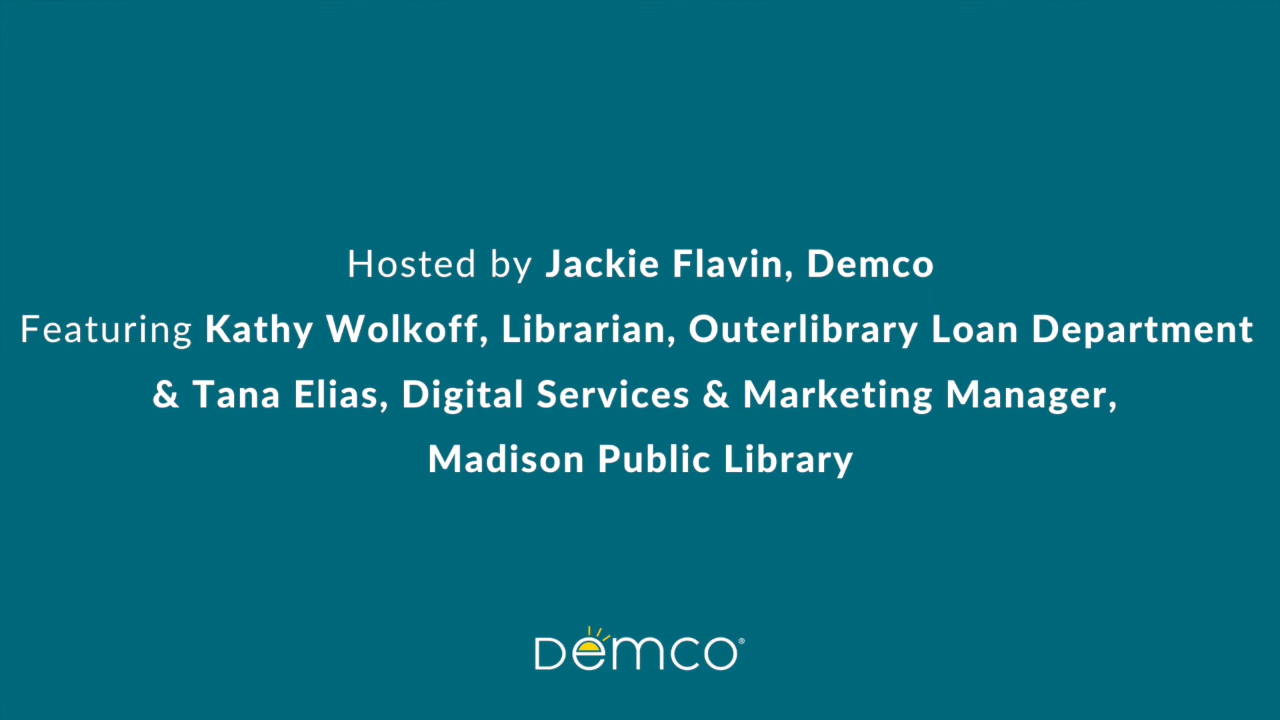 Hosted by Jackie Flavin, Demco
Featuring Kathy Wolkoff, Librarian, Outerlibrary Loan Department
& Tana Elias, Digital Services & Marketing Manager,
Madison Public Library
Demco®